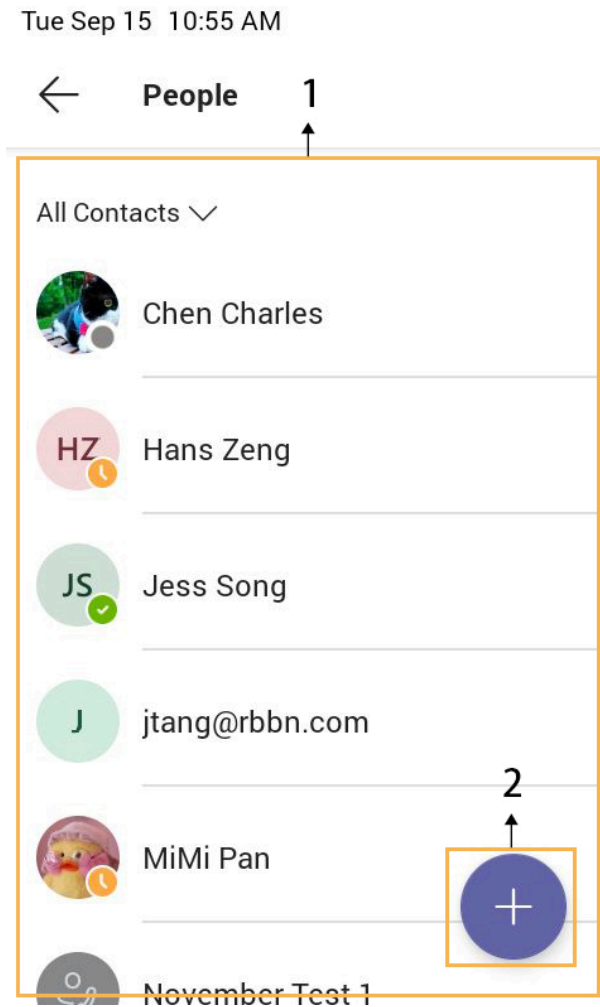 Tue Sep 15 10:55 AM
People
1
All Contacts
Chen Charles
HZ Hans Zeng
JS Jess Song
J jtang@rbbn.com
2
MiMi Pan
November Test 1